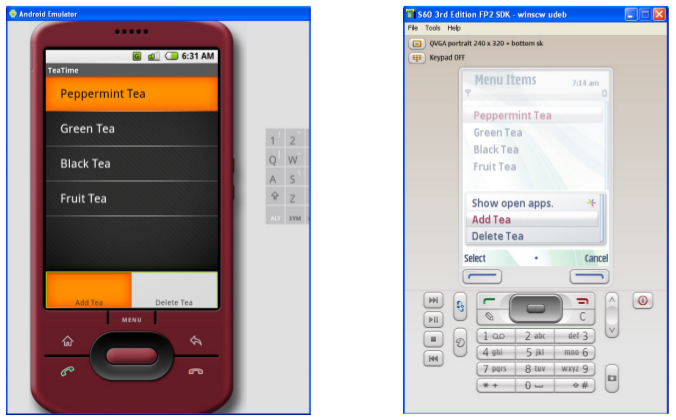 Android Emulator
6:31 AM
TeaTime
Peppermint Tea
Green Tea
Black Tea
Fruit Tea
Add Tea
Delete Tea
MENU
1
2
Q
W
A
S
Z
ALT
SYM
S60 3rd Edition FP2 SDK - winscw udeb
File Tools Help
QVGA portrait 240 x 320 + bottom sk
Keypad OFF
Menu Items
7:14 am
Peppermint Tea
Green Tea
Black Tea
Fruit Tea
Show open apps.
Add Tea
Delete Tea
Select
Cancel
C
1
2 abc
def 3
4 ghi
5 jkl
mno 6
7 pqrs
8 tuv
wxyz 9
* +
0
#